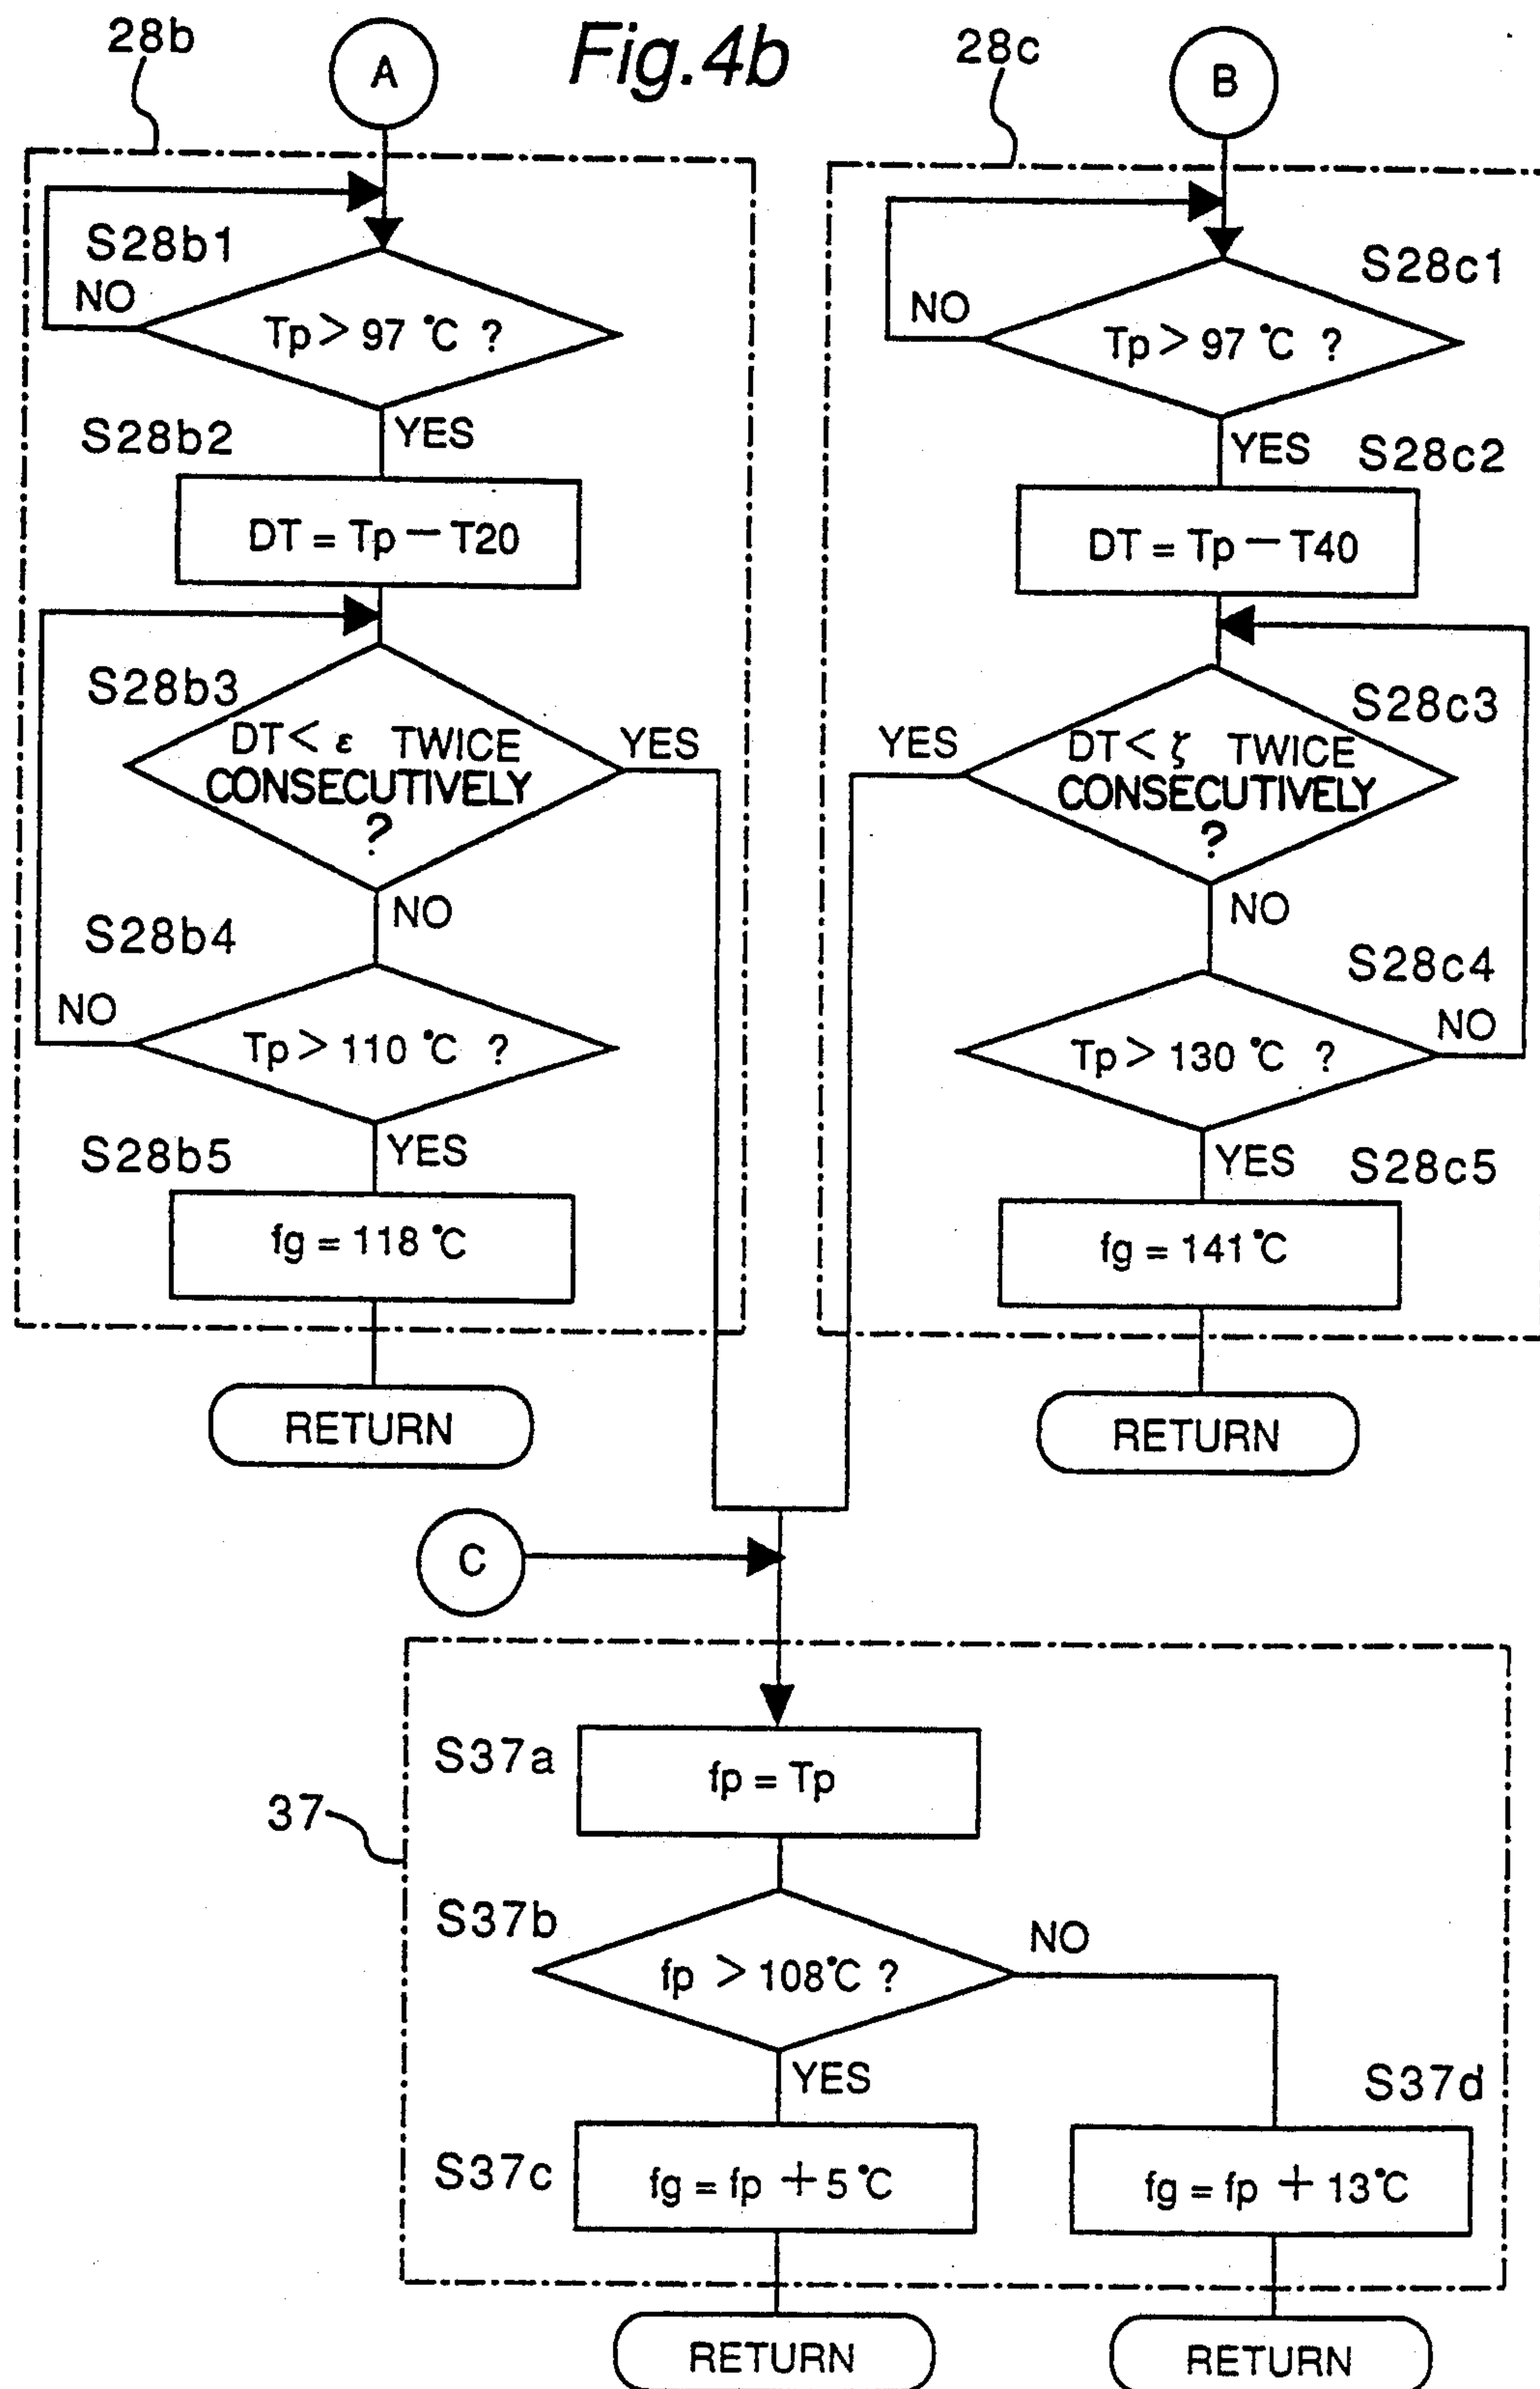 Fig.4b
28b
A
S28b1
NO
Tp > 97 °C ?
S28b2
YES
DT = Tp — T20
S28b3
DT < ε TWICE
CONSECUTIVELY
?
YES
NO
S28b4
NO
Tp > 110 °C ?
S28b5
YES
fg = 118 °C
RETURN
28c
B
S28c1
NO
Tp > 97 °C ?
YES
S28c2
DT = Tp — T40
S28c3
YES
DT < ζ TWICE
CONSECUTIVELY
?
NO
S28c4
NO
Tp > 130 °C ?
YES
S28c5
fg = 141 °C
RETURN
C
37
S37a
fp = Tp
S37b
NO
fp > 108°C ?
YES
S37d
S37c
fg = fp + 5 °C
fg = fp + 13°C
RETURN
RETURN